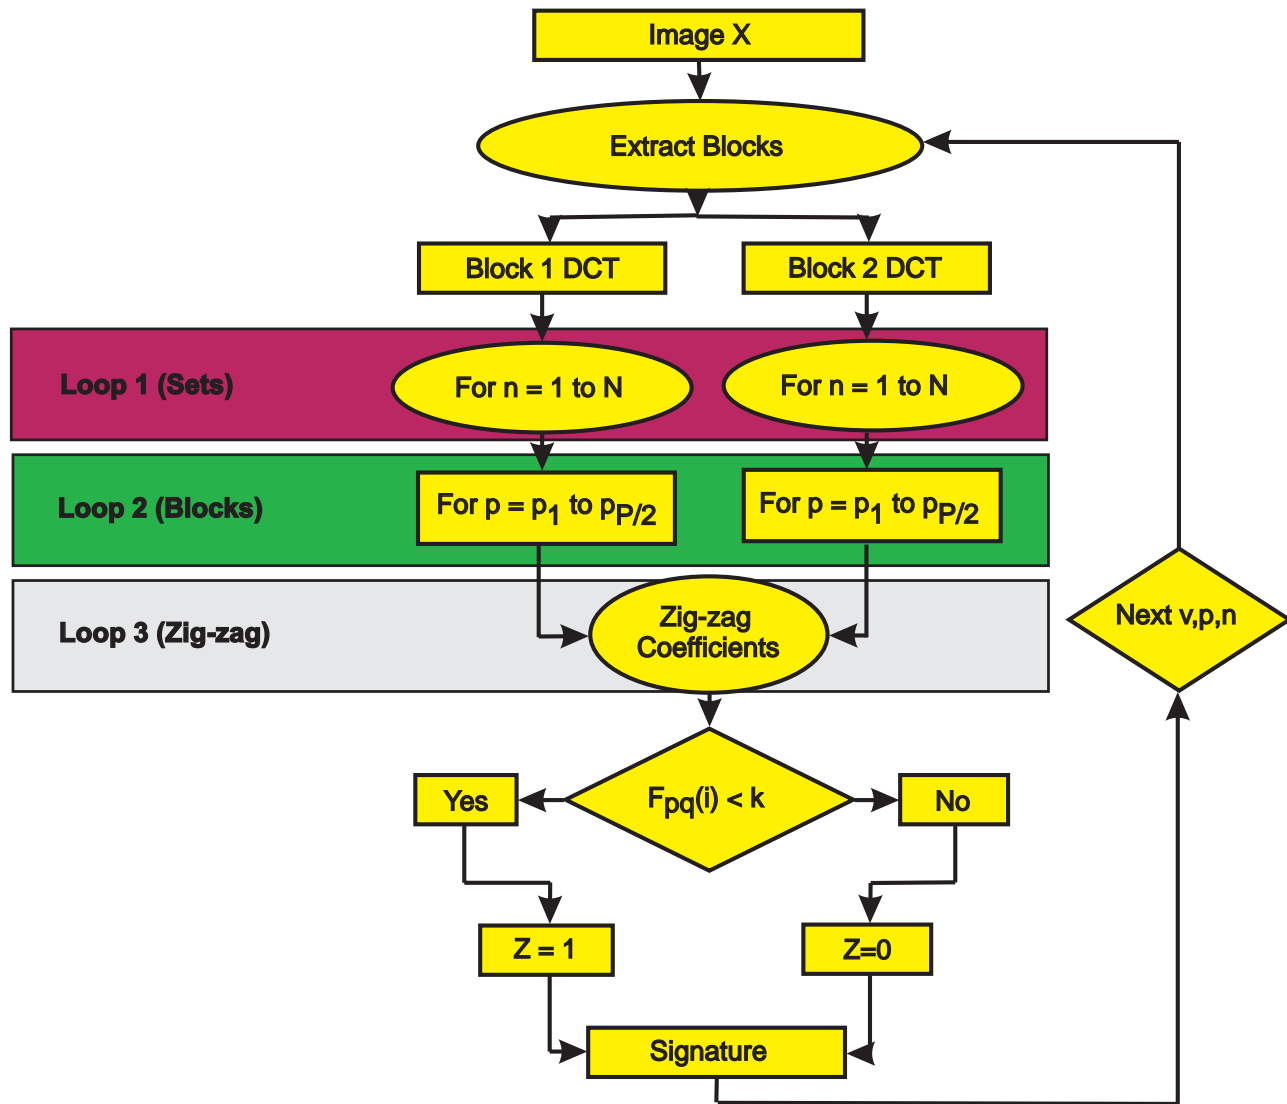 Image X
Extract Blocks
Block 1 DCT
Block 2 DCT
Loop 1 (Sets)
For n = 1 to N
For n = 1 to N
Loop 2 (Blocks)
For p = p1 to pP/2
For p = p1 to pP/2
Loop 3 (Zig-zag)
Zig-zag
Coefficients
Next v,p,n
Yes
Fpq(i) < k
No
Z = 1
Z=0
Signature